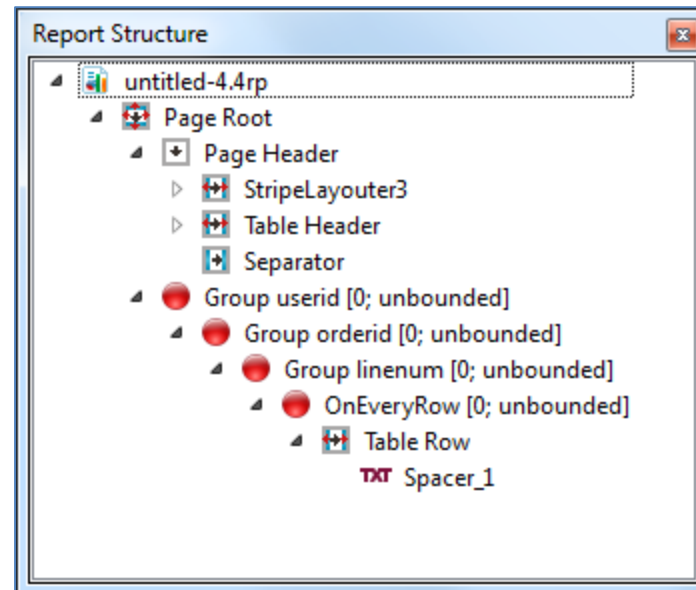 Report Structure
untitled-4.4rp
Page Root
Page Header
StripeLayouter3
Table Header
Separator
Group userid [0; unbounded]
Group orderid [0; unbounded]
Group linenum [0; unbounded]
OnEveryRow [0; unbounded]
Table Row
TXT Spacer_1